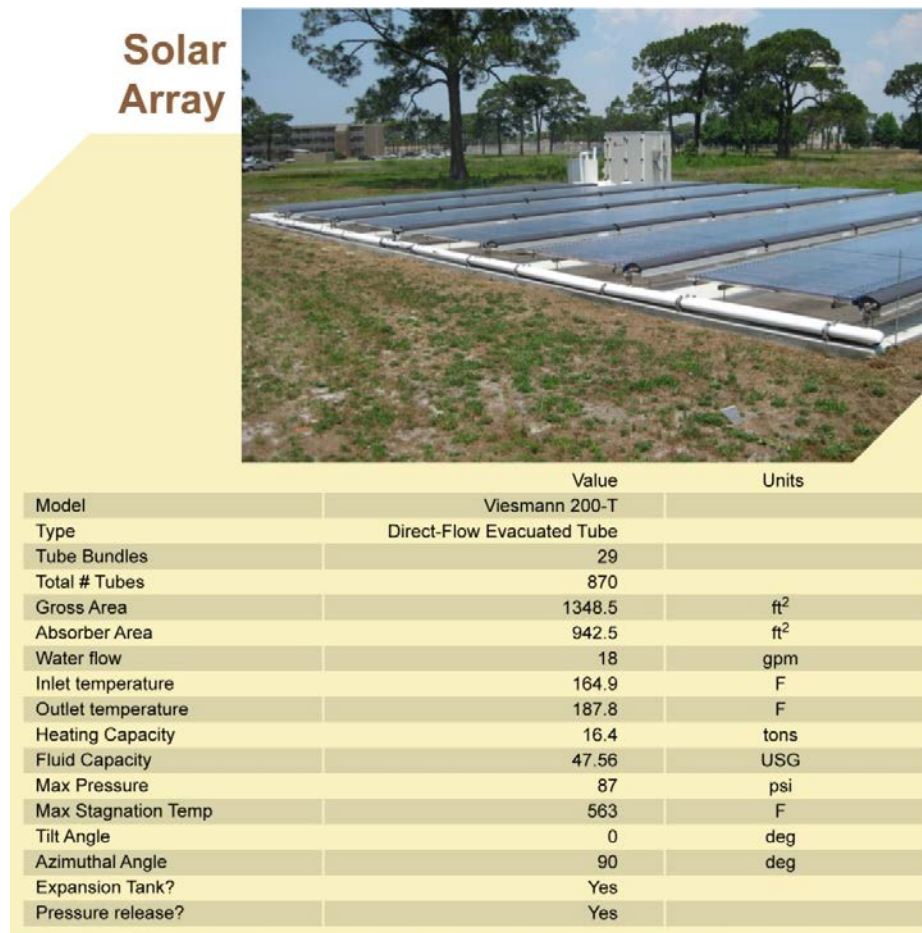 Solar
Array
Value Units
Model Viesmann 200-T
Type Direct-Flow Evacuated Tube
Tube Bundles 29
Total # Tubes 870
Gross Area 1348.5 ft²
Absorber Area 942.5 ft²
Water flow 18 gpm
Inlet temperature 164.9 F
Outlet temperature 187.8 F
Heating Capacity 16.4 tons
Fluid Capacity 47.56 USG
Max Pressure 87 psi
Max Stagnation Temp 563 F
Tilt Angle 0 deg
Azimuthal Angle 90 deg
Expansion Tank? Yes
Pressure release? Yes